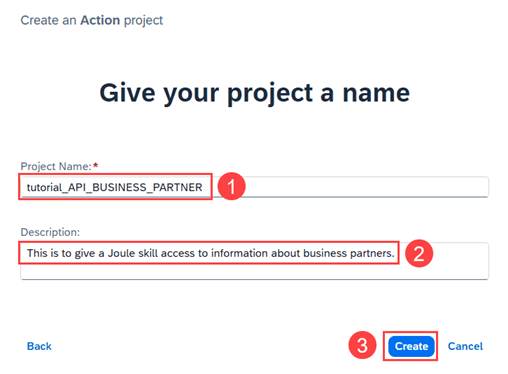 Create an Action project
Give your project a name
Project Name:*
tutorial_API_BUSINESS_PARTNER
1
Description:
This is to give a Joule skill access to information about business partners.
2
Back
3
Create
Cancel